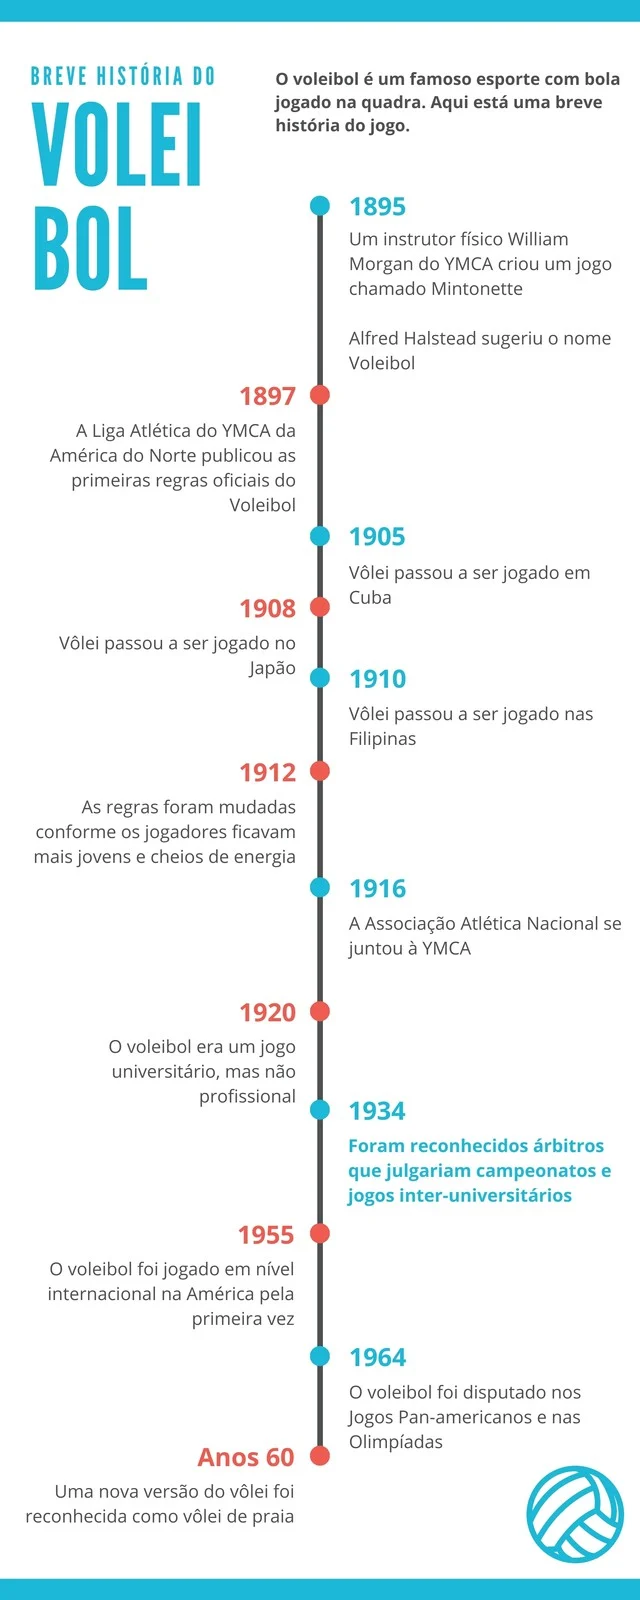 BREVE HISTÓRIA DO
VOLEI
BOL
O voleibol é um famoso esporte com bola
jogado na quadra. Aqui está uma breve
história do jogo.
1895
Um instrutor físico William
Morgan do YMCA criou um jogo
chamado Mintonette
Alfred Halstead sugeriu o nome
Voleibol
1897
A Liga Atlética do YMCA da
América do Norte publicou as
primeiras regras oficiais do
Voleibol
1905
Vôlei passou a ser jogado em
Cuba
1908
Vôlei passou a ser jogado no
Japão
1910
Vôlei passou a ser jogado nas
Filipinas
1912
As regras foram mudadas
conforme os jogadores ficavam
mais jovens e cheios de energia
1916
A Associação Atlética Nacional se
juntou à YMCA
1920
O voleibol era um jogo
universitário, mas não
profissional
1934
Foram reconhecidos árbitros
que julgariam campeonatos e
jogos inter-universitários
1955
O voleibol foi jogado em nível
internacional na América pela
primeira vez
1964
O voleibol foi disputado nos
Jogos Pan-americanos e nas
Olimpíadas
Anos 60
Uma nova versão do vôlei foi
reconhecida como vôlei de praia